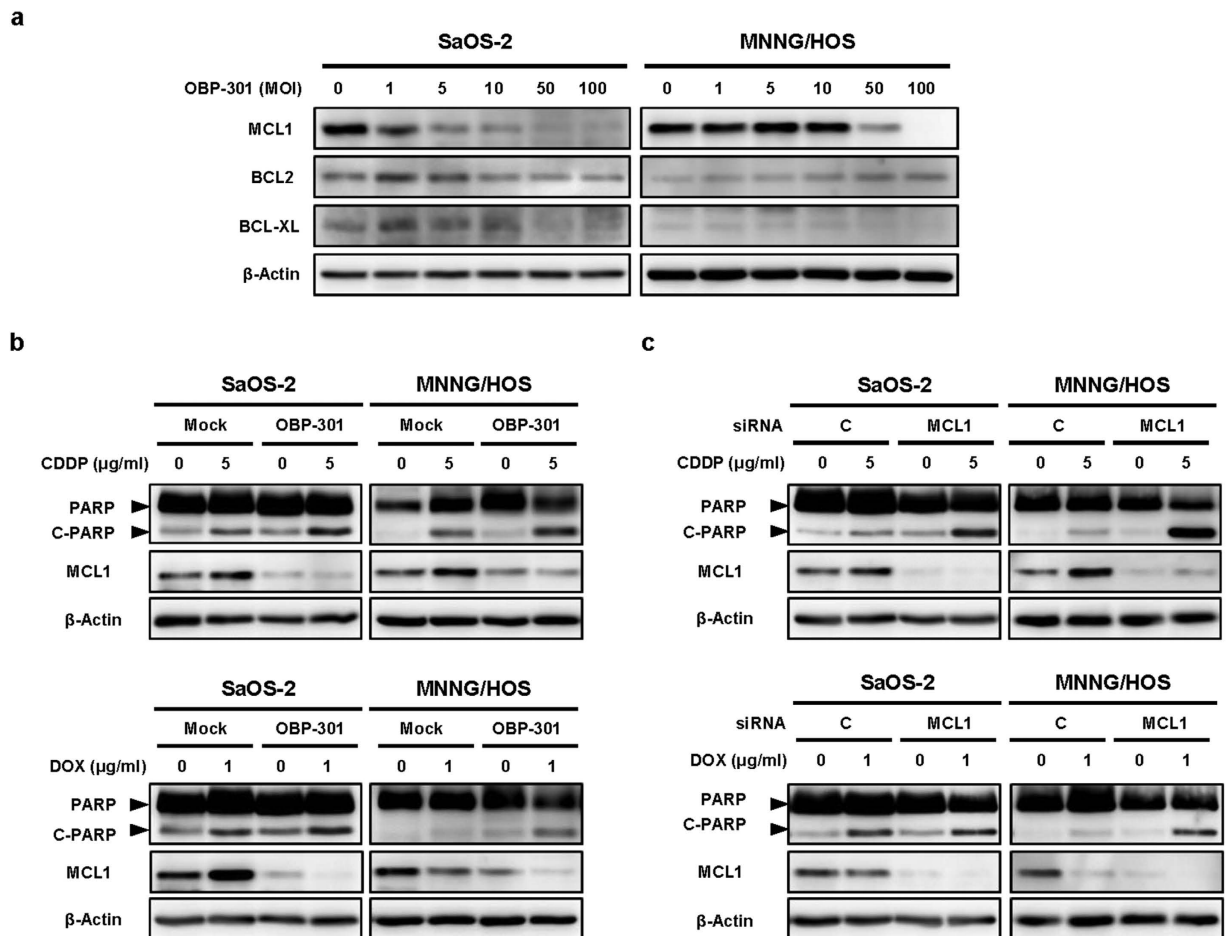 a
SaOS-2 MNNG/HOS
OBP-301 (MOI) 0 1 5 10 50 100 0 1 5 10 50 100
MCL1
BCL2
BCL-XL
β-Actin
b
SaOS-2 MNNG/HOS
Mock OBP-301 Mock OBP-301
CDDP (µg/ml) 0 5 0 5 0 5 0 5
PARP
C-PARP
MCL1
β-Actin
SaOS-2 MNNG/HOS
Mock OBP-301 Mock OBP-301
DOX (µg/ml) 0 1 0 1 0 1 0 1
PARP
C-PARP
MCL1
β-Actin
c
SaOS-2 MNNG/HOS
siRNA C MCL1 C MCL1
CDDP (µg/ml) 0 5 0 5 0 5 0 5
PARP
C-PARP
MCL1
β-Actin
SaOS-2 MNNG/HOS
siRNA C MCL1 C MCL1
DOX (µg/ml) 0 1 0 1 0 1 0 1
PARP
C-PARP
MCL1
β-Actin